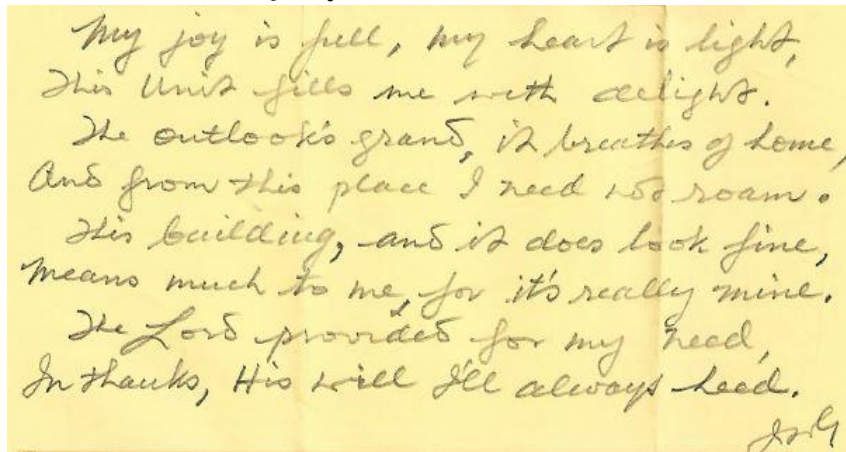 My joy is full, my heart is light,
This Unit fills me with delight.
The outlook's grand, it breathes of home,
And from this place I need not roam.
This building, and it does look fine,
Means much to me, for it's really mine.
The Lord provided for my need,
In thanks, His will I'll always heed.